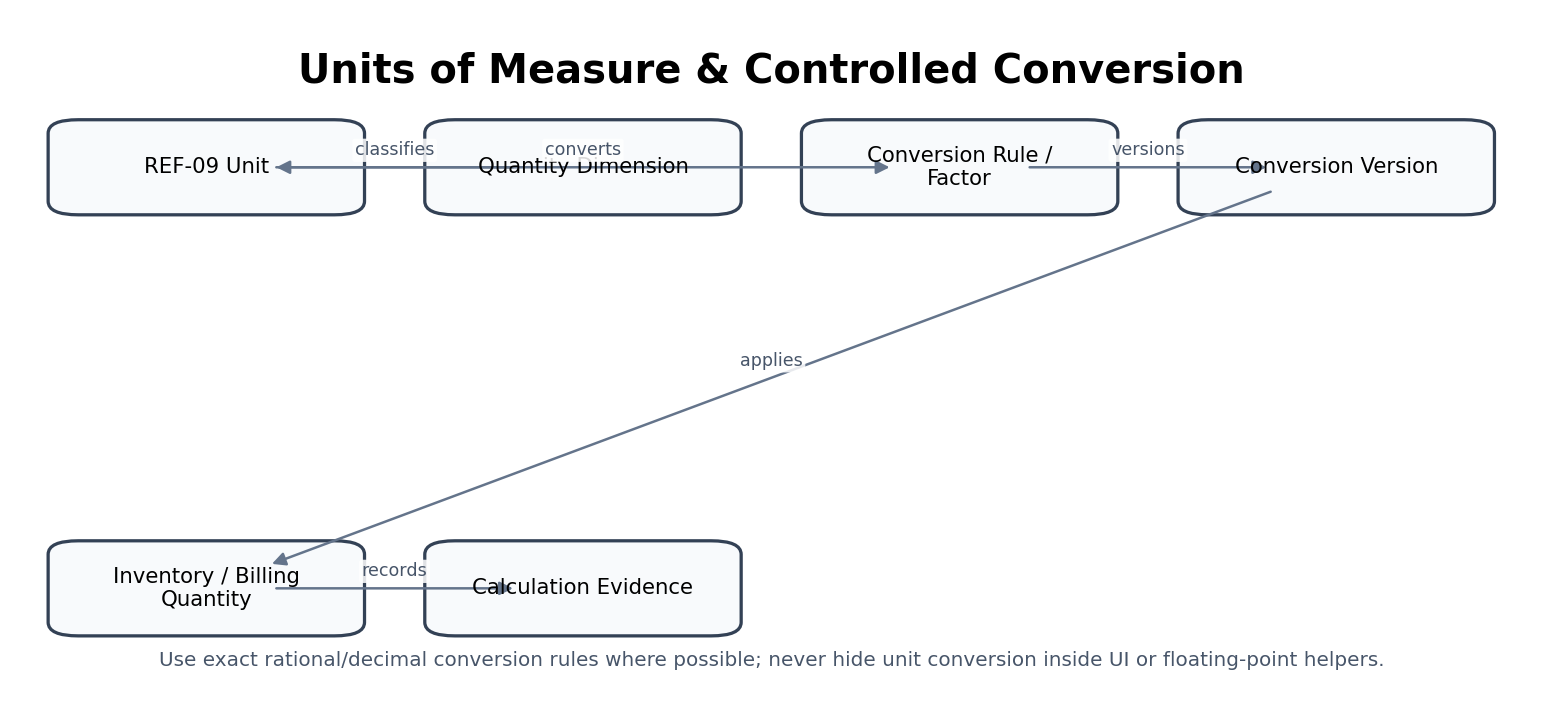 Units of Measure & Controlled Conversion
REF-09 Unit
classifies
Quantity Dimension
converts
Conversion Rule /
Factor
versions
Conversion Version
applies
Inventory / Billing
Quantity
records
Calculation Evidence
Use exact rational/decimal conversion rules where possible; never hide unit conversion inside UI or floating-point helpers.